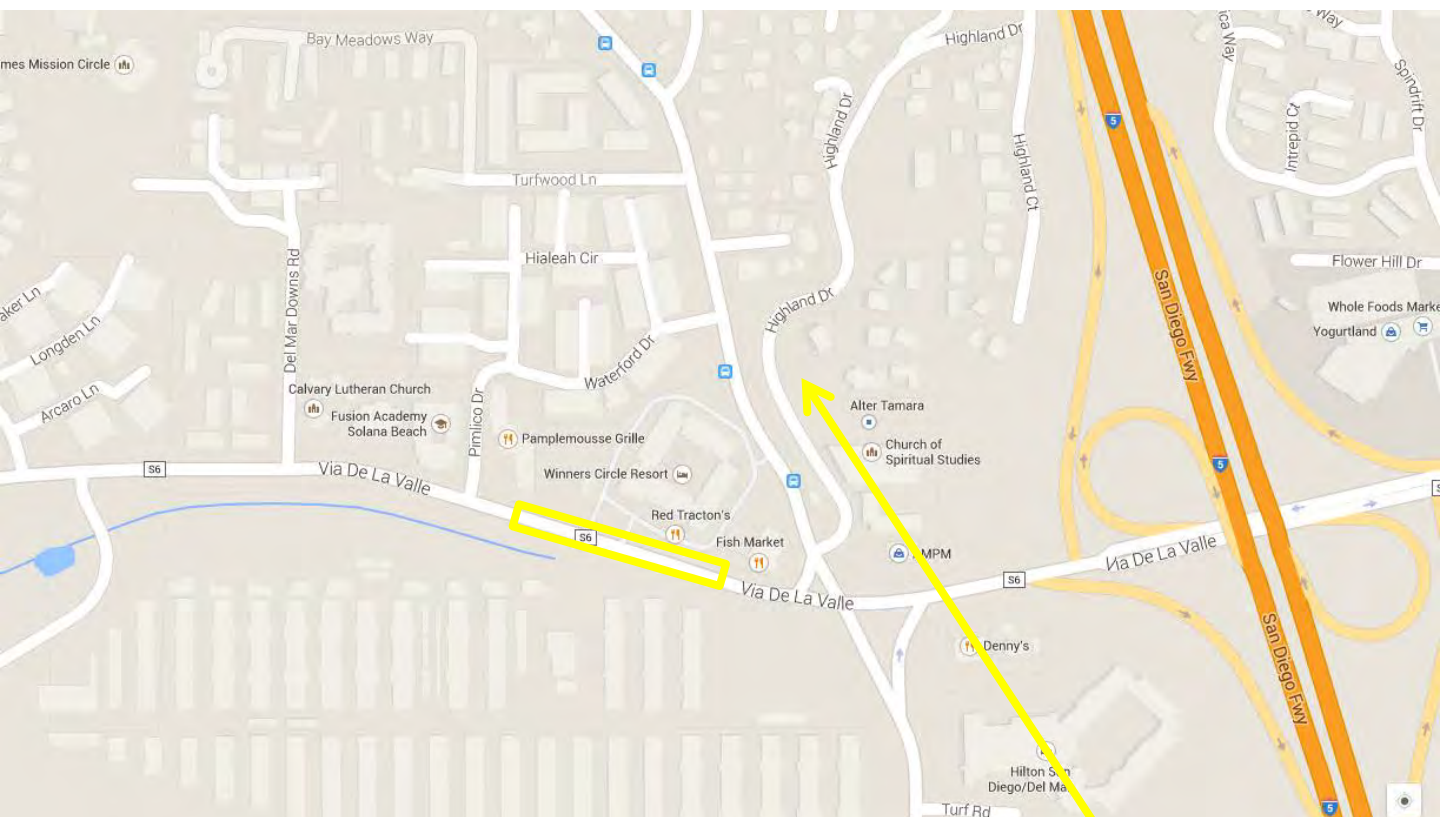 Bay Meadows Way
mes Mission Circle
Highland Dr
ica Way
Way
Spindrift Dr
5
Highland Dr
Intrepid Ct
Highland Ct
Turfwood Ln
Hialeah Cir
Del Mar Downs Rd
Flower Hill Dr
aker Ln
Highland Dr
San Diego Fwy
Whole Foods Marke
Yogurtland
Longden Ln
Waterford Dr
Arcaro Ln
Calvary Lutheran Church
Fusion Academy
Solana Beach
Pimlico Dr
Pamplemousse Grille
Alter Tamara
Church of
Spiritual Studies
S6
Via De La Valle
Winners Circle Resort
5
S
Red Tracton's
S6
Fish Market
MPM
Via De La Valle
S6
Via De La Valle
Denny's
San Diego Fwy
Hilton San
Diego/Del Ma
Turf Rd
5